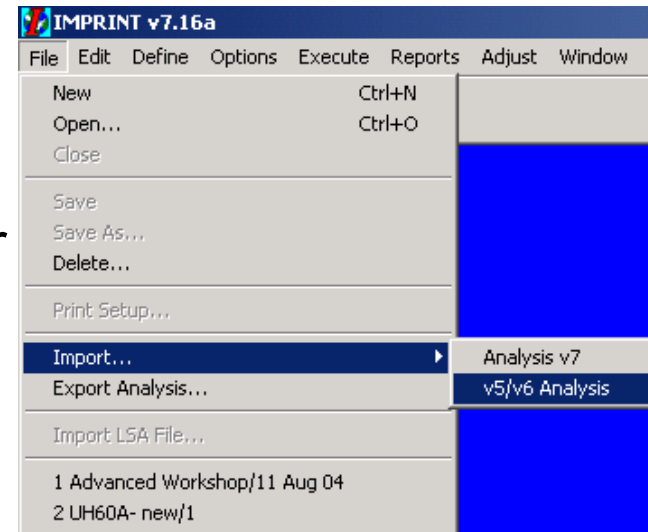 IMPRINT v7.16a
File Edit Define Options Execute Reports Adjust Window
New Ctrl+N
Open... Ctrl+O
Close
Save
Save As...
Delete...
Print Setup...
Import...
Analysis v7
Export Analysis...
v5/v6 Analysis
Import LSA File...
1 Advanced Workshop/11 Aug 04
2 UH60A- new/1